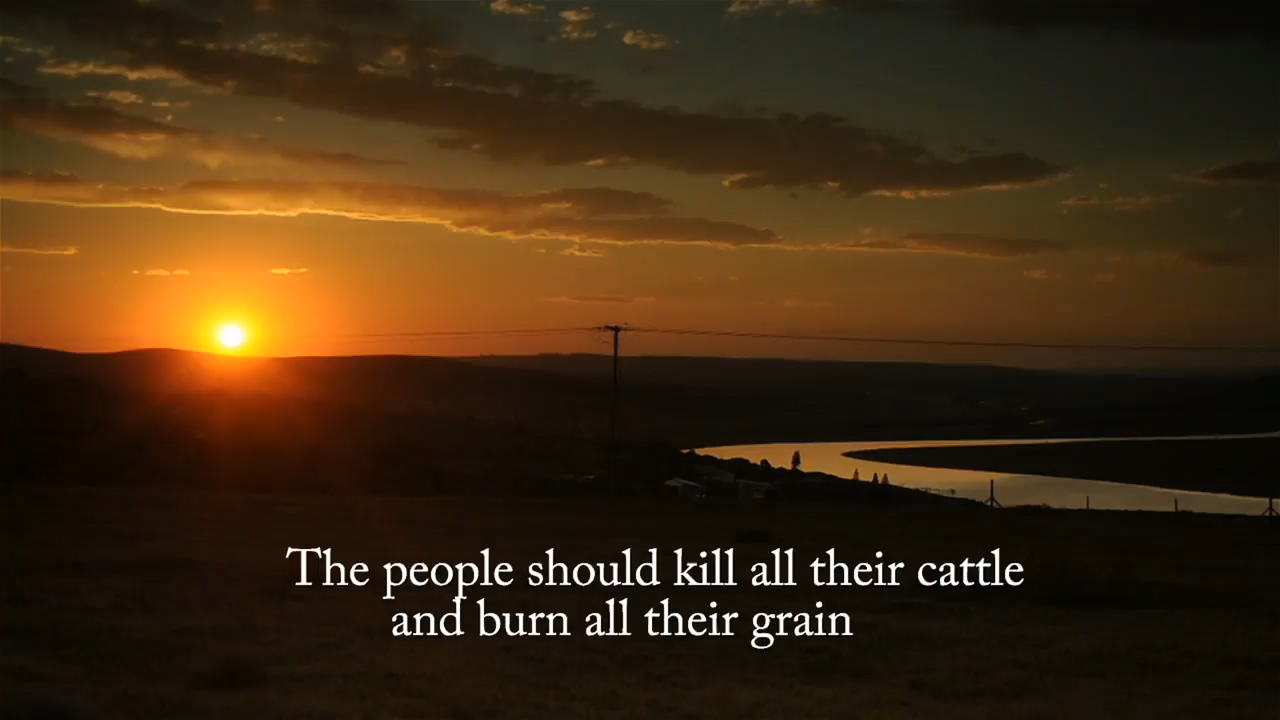 The people should kill all their cattle
and burn all their grain